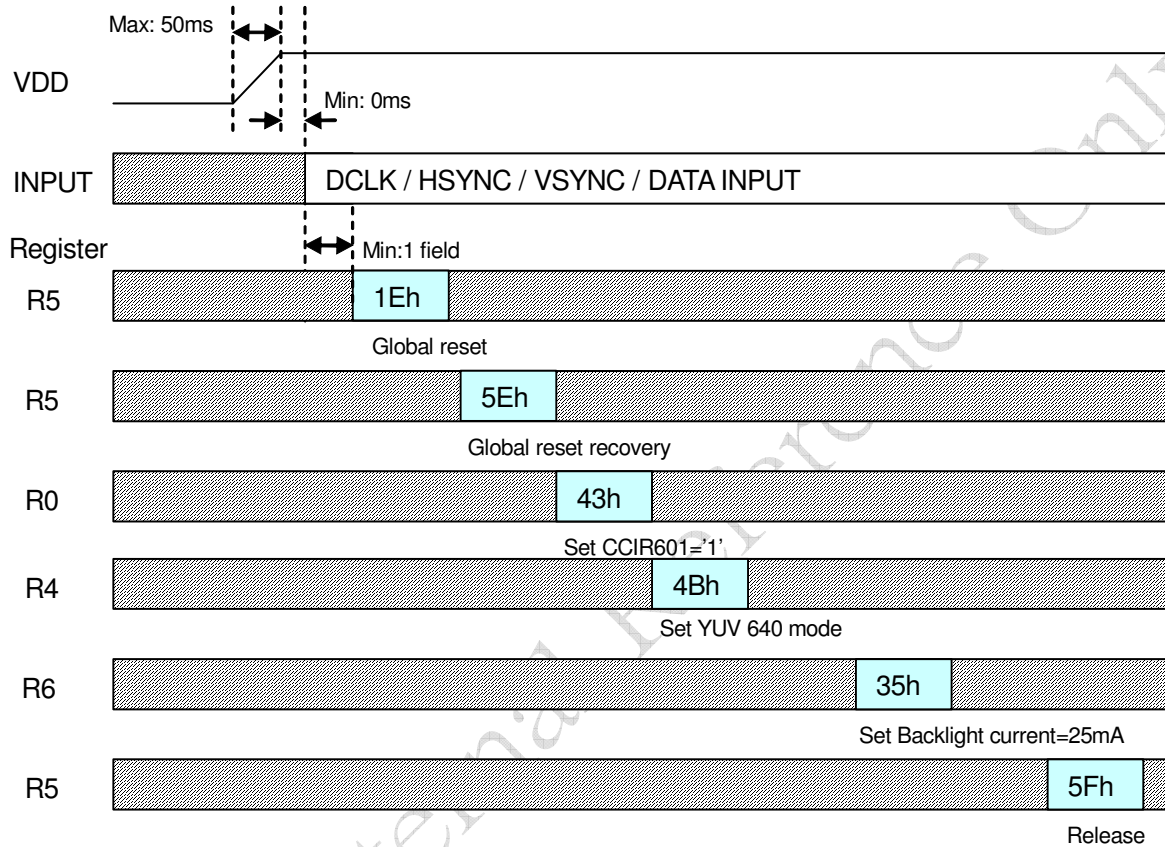 Max: 50ms
VDD
Min: 0ms
INPUT
DCLK / HSYNC / VSYNC / DATA INPUT
Register
Min:1 field
R5
1Eh
Global reset
R5
5Eh
Global reset recovery
R0
43h
Set CCIR601='1'
R4
4Bh
Set YUV 640 mode
R6
35h
Set Backlight current=25mA
R5
5Fh
Release
Reference Only